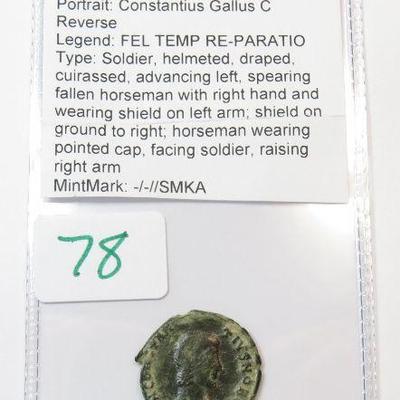 Portrait: Constantius Gallus C
Reverse
Legend: FEL TEMP RE-PARATIO
Type: Soldier, helmeted, draped,
cuirassed, advancing left, spearing
fallen horseman with right hand and
wearing shield on left arm; shield on
ground to right; horseman wearing
pointed cap, facing soldier, raising
right arm
MintMark: -/-//SMKA
78